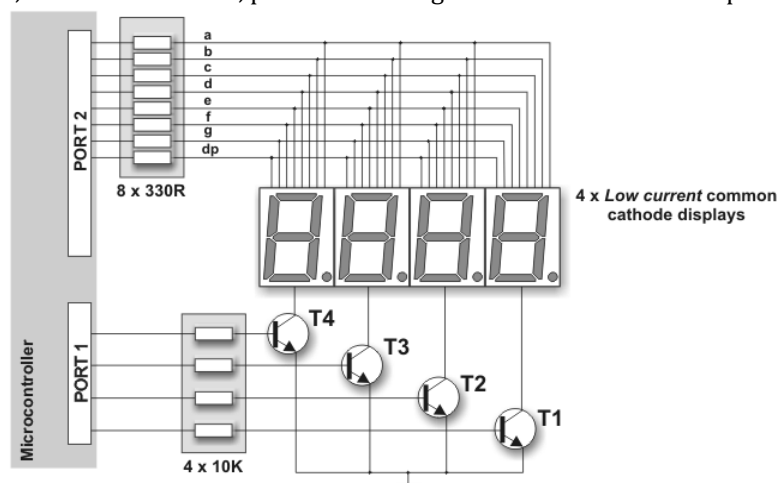 a
b
c
d
e
f
g
dp
PORT 2
8 x 330R
4 x Low current common
cathode displays
T4
T3
T2
T1
PORT 1
Microcontroller
4 x 10K